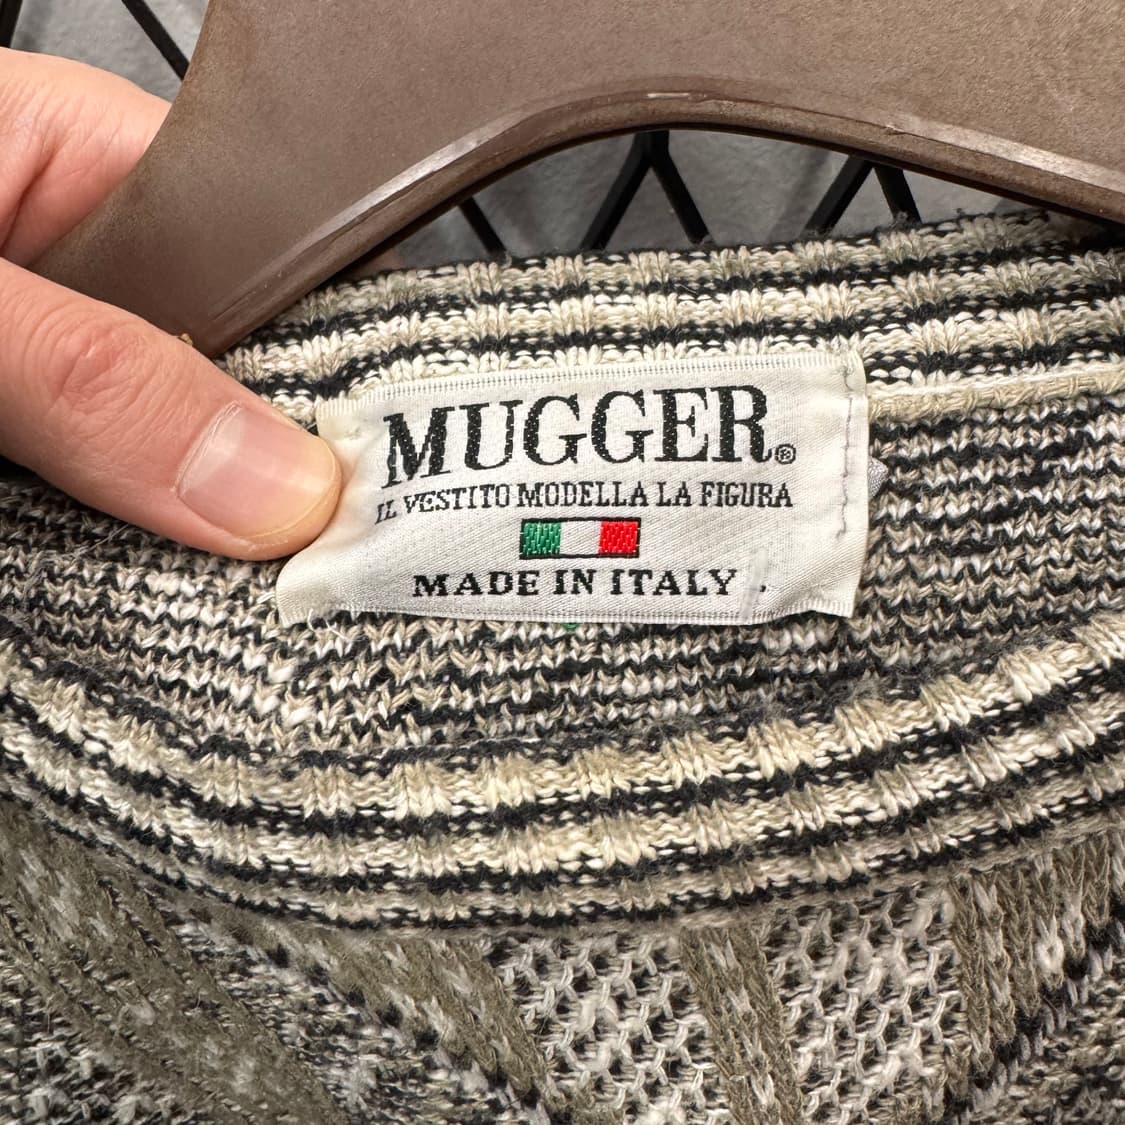 MUGGER®
IL VESTITO MODELLA LA FIGURA
MADE IN ITALY